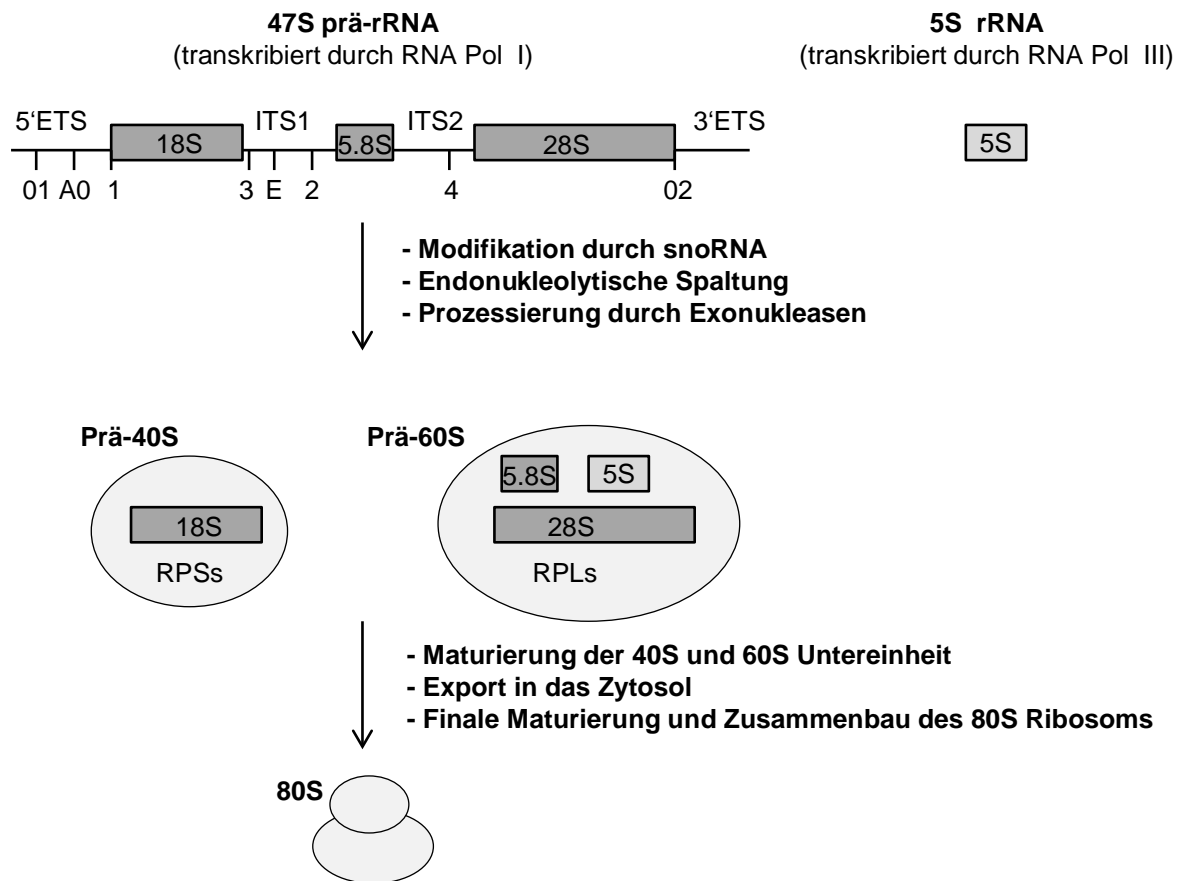 47S prä-rRNA
(transkribiert durch RNA Pol I)
5S rRNA
(transkribiert durch RNA Pol III)
5‘ETS 18S ITS1 5.8S ITS2 28S 3‘ETS
5S
01 A0 1 3 E 2 4 02
- Modifikation durch snoRNA
- Endonukleolytische Spaltung
- Prozessierung durch Exonukleasen
Prä-40S
18S
RPSs
Prä-60S
5.8S 5S
28S
RPLs
- Maturierung der 40S und 60S Untereinheit
- Export in das Zytosol
- Finale Maturierung und Zusammenbau des 80S Ribosoms
80S